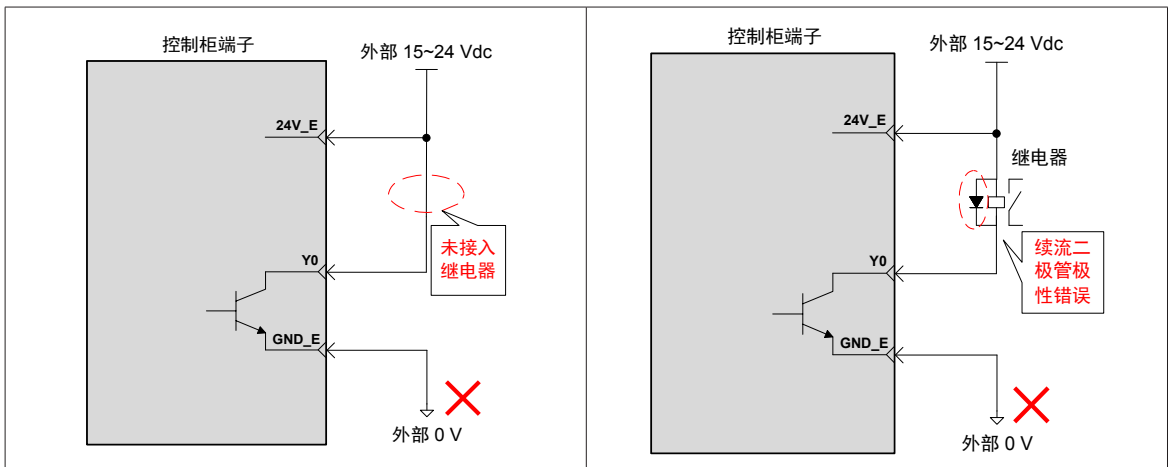 控制柜端子
外部 15~24 Vdc
24V_E
未接入
继电器
Y0
GND_E
外部 0 V
控制柜端子
外部 15~24 Vdc
24V_E
继电器
续流二
极管极
性错误
Y0
GND_E
外部 0 V